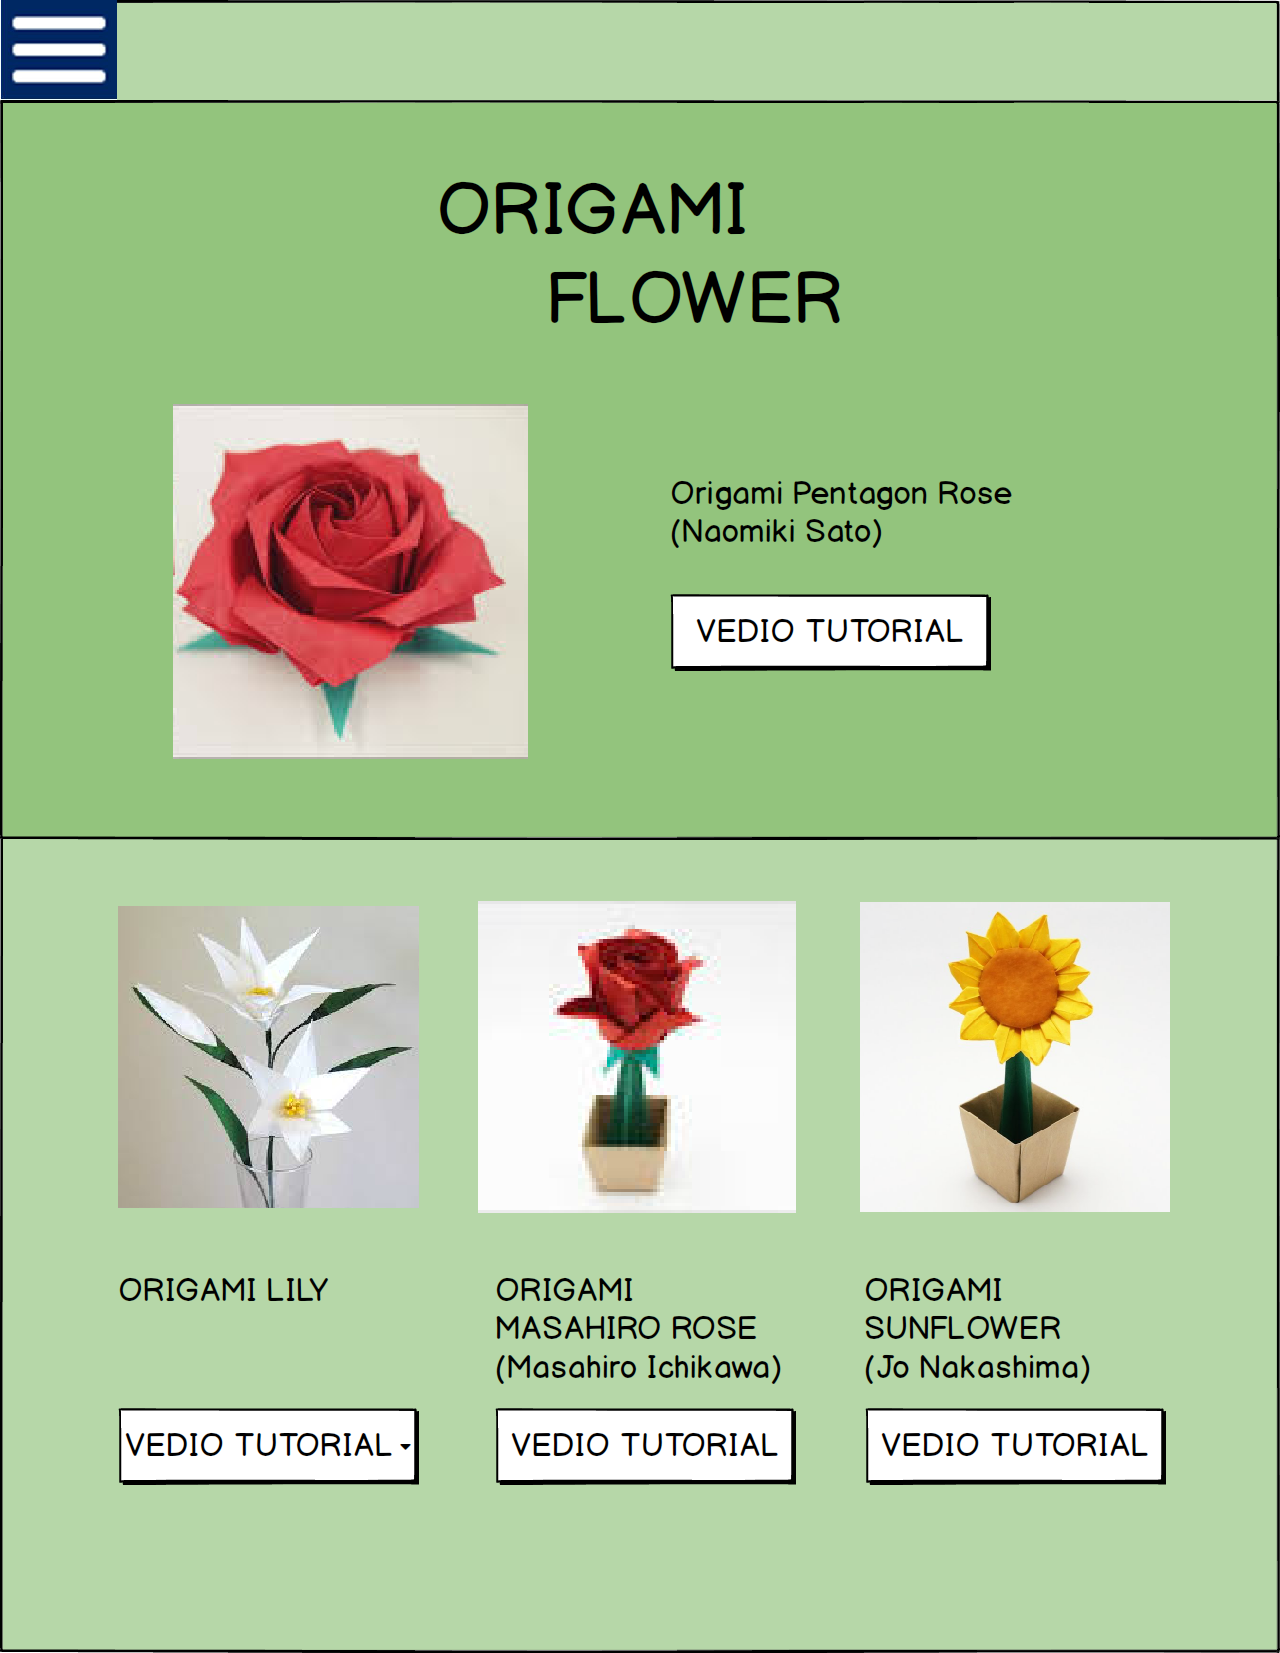 ORIGAMI
FLOWER
Origami Pentagon Rose
(Naomiki Sato)
VEDIO TUTORIAL
ORIGAMI LILY
ORIGAMI
MASAHIRO ROSE
(Masahiro Ichikawa)
ORIGAMI
SUNFLOWER
(Jo Nakashima)
VEDIO TUTORIAL
VEDIO TUTORIAL
VEDIO TUTORIAL